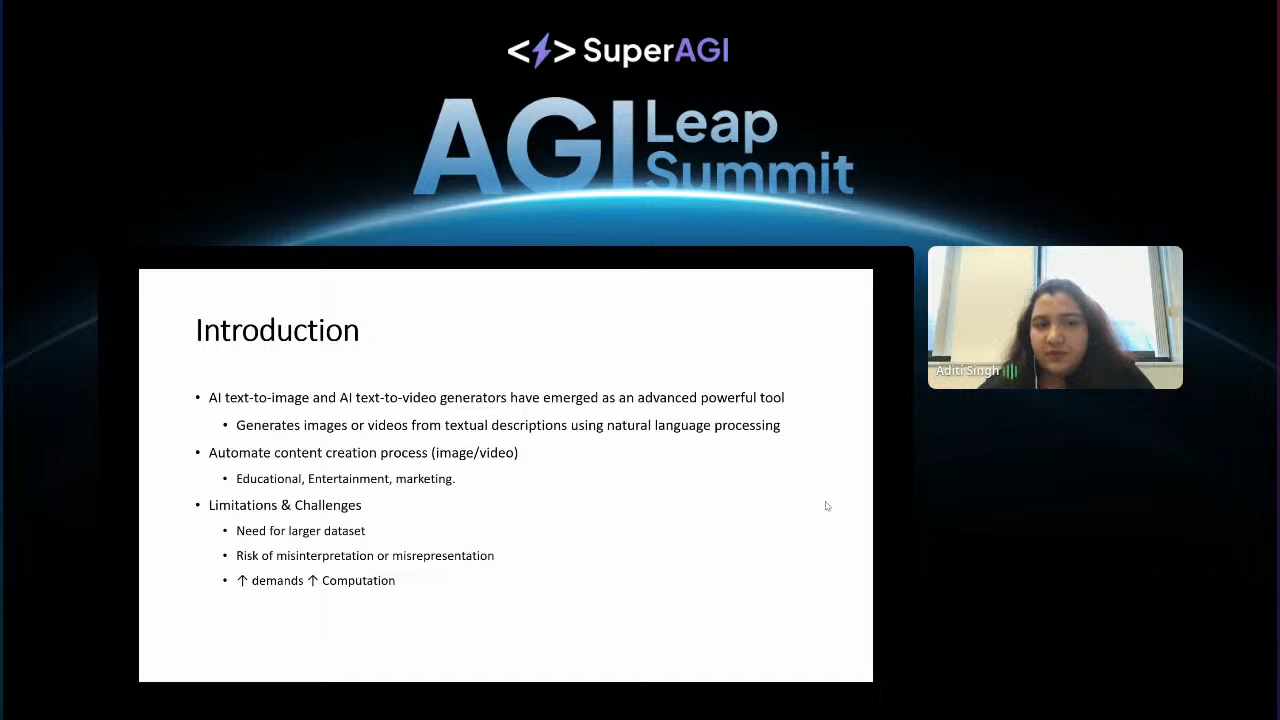 <⚡> SuperAGI
AGI Leap Summit
Introduction
• AI text-to-image and AI text-to-video generators have emerged as an advanced powerful tool
• Generates images or videos from textual descriptions using natural language processing
• Automate content creation process (image/video)
• Educational, Entertainment, marketing.
• Limitations & Challenges
• Need for larger dataset
• Risk of misinterpretation or misrepresentation
• ↑ demands ↑ Computation
Aditi Singh